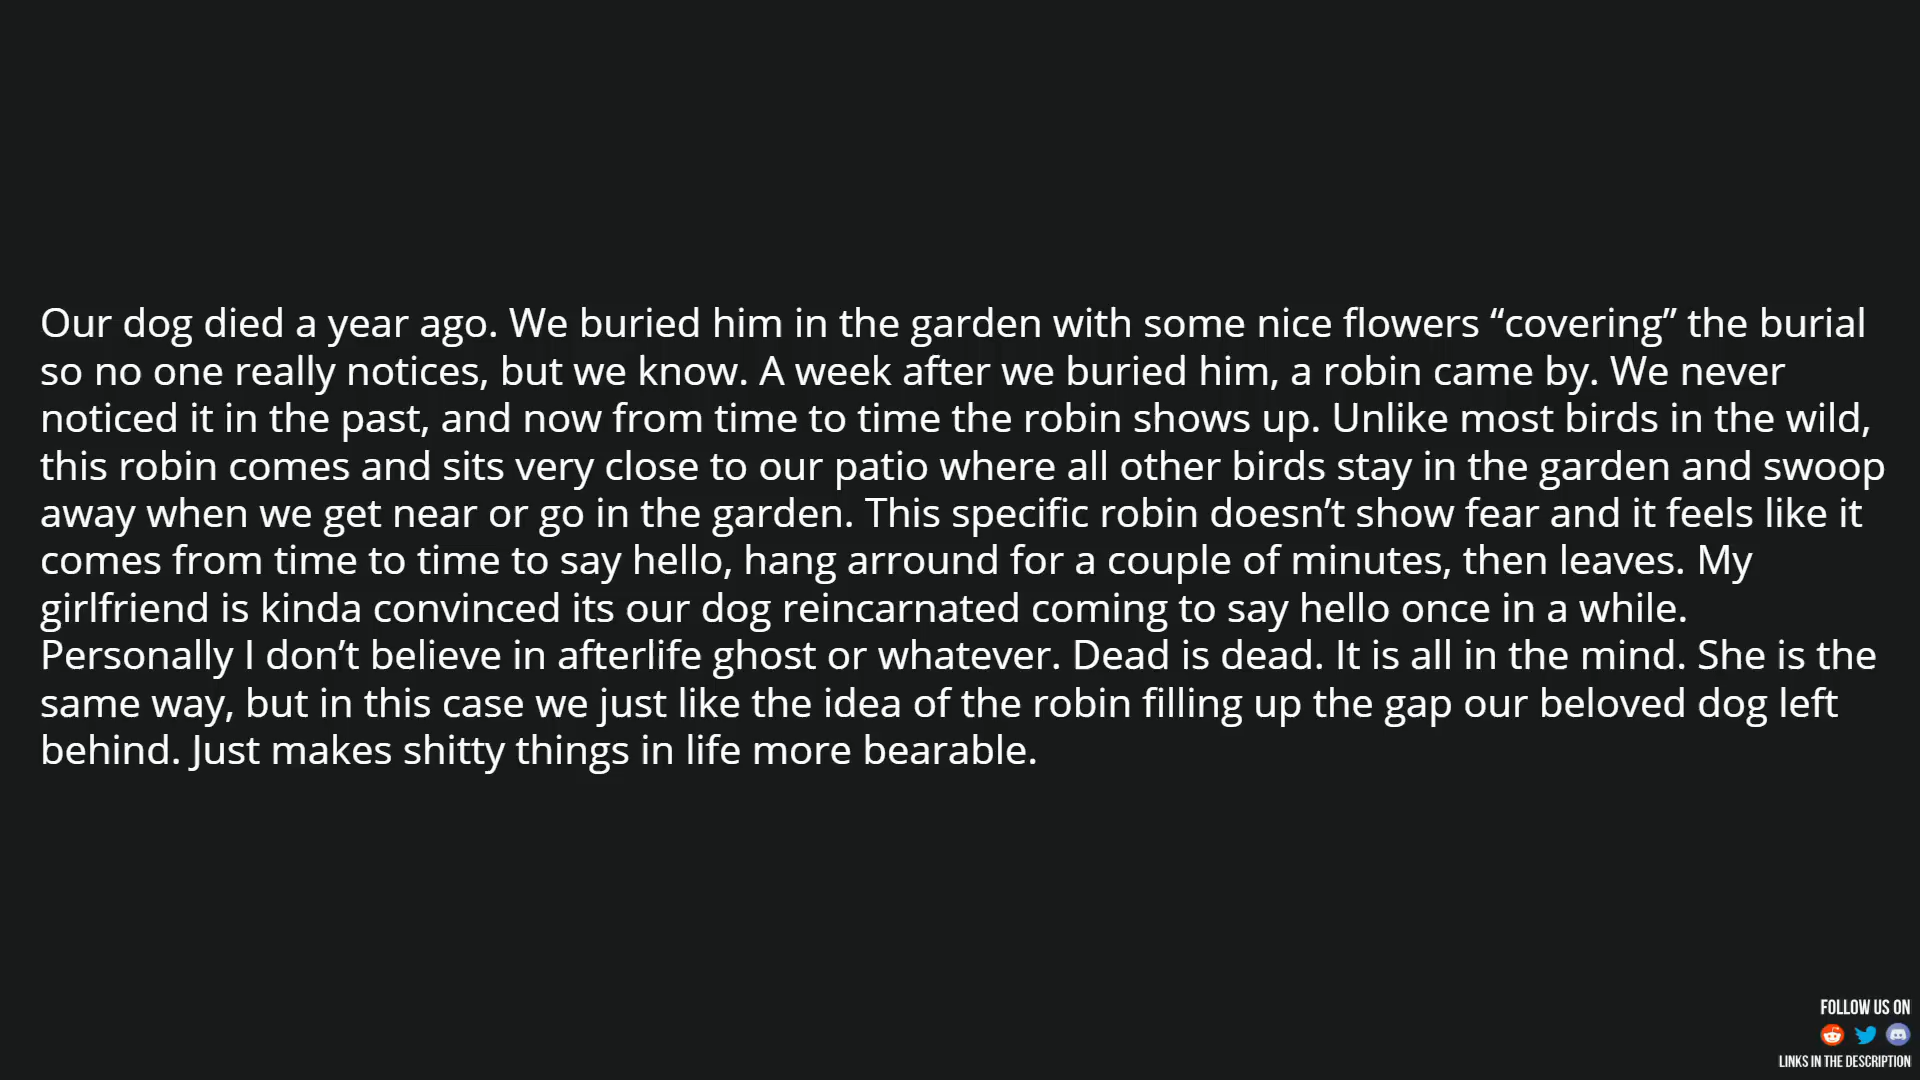 Our dog died a year ago. We buried him in the garden with some nice flowers “covering” the burial
so no one really notices, but we know. A week after we buried him, a robin came by. We never
noticed it in the past, and now from time to time the robin shows up. Unlike most birds in the wild,
this robin comes and sits very close to our patio where all other birds stay in the garden and swoop
away when we get near or go in the garden. This specific robin doesn’t show fear and it feels like it
comes from time to time to say hello, hang arround for a couple of minutes, then leaves. My
girlfriend is kinda convinced its our dog reincarnated coming to say hello once in a while.
Personally I don’t believe in afterlife ghost or whatever. Dead is dead. It is all in the mind. She is the
same way, but in this case we just like the idea of the robin filling up the gap our beloved dog left
behind. Just makes shitty things in life more bearable.
FOLLOW US ON
LINKS IN THE DESCRIPTION